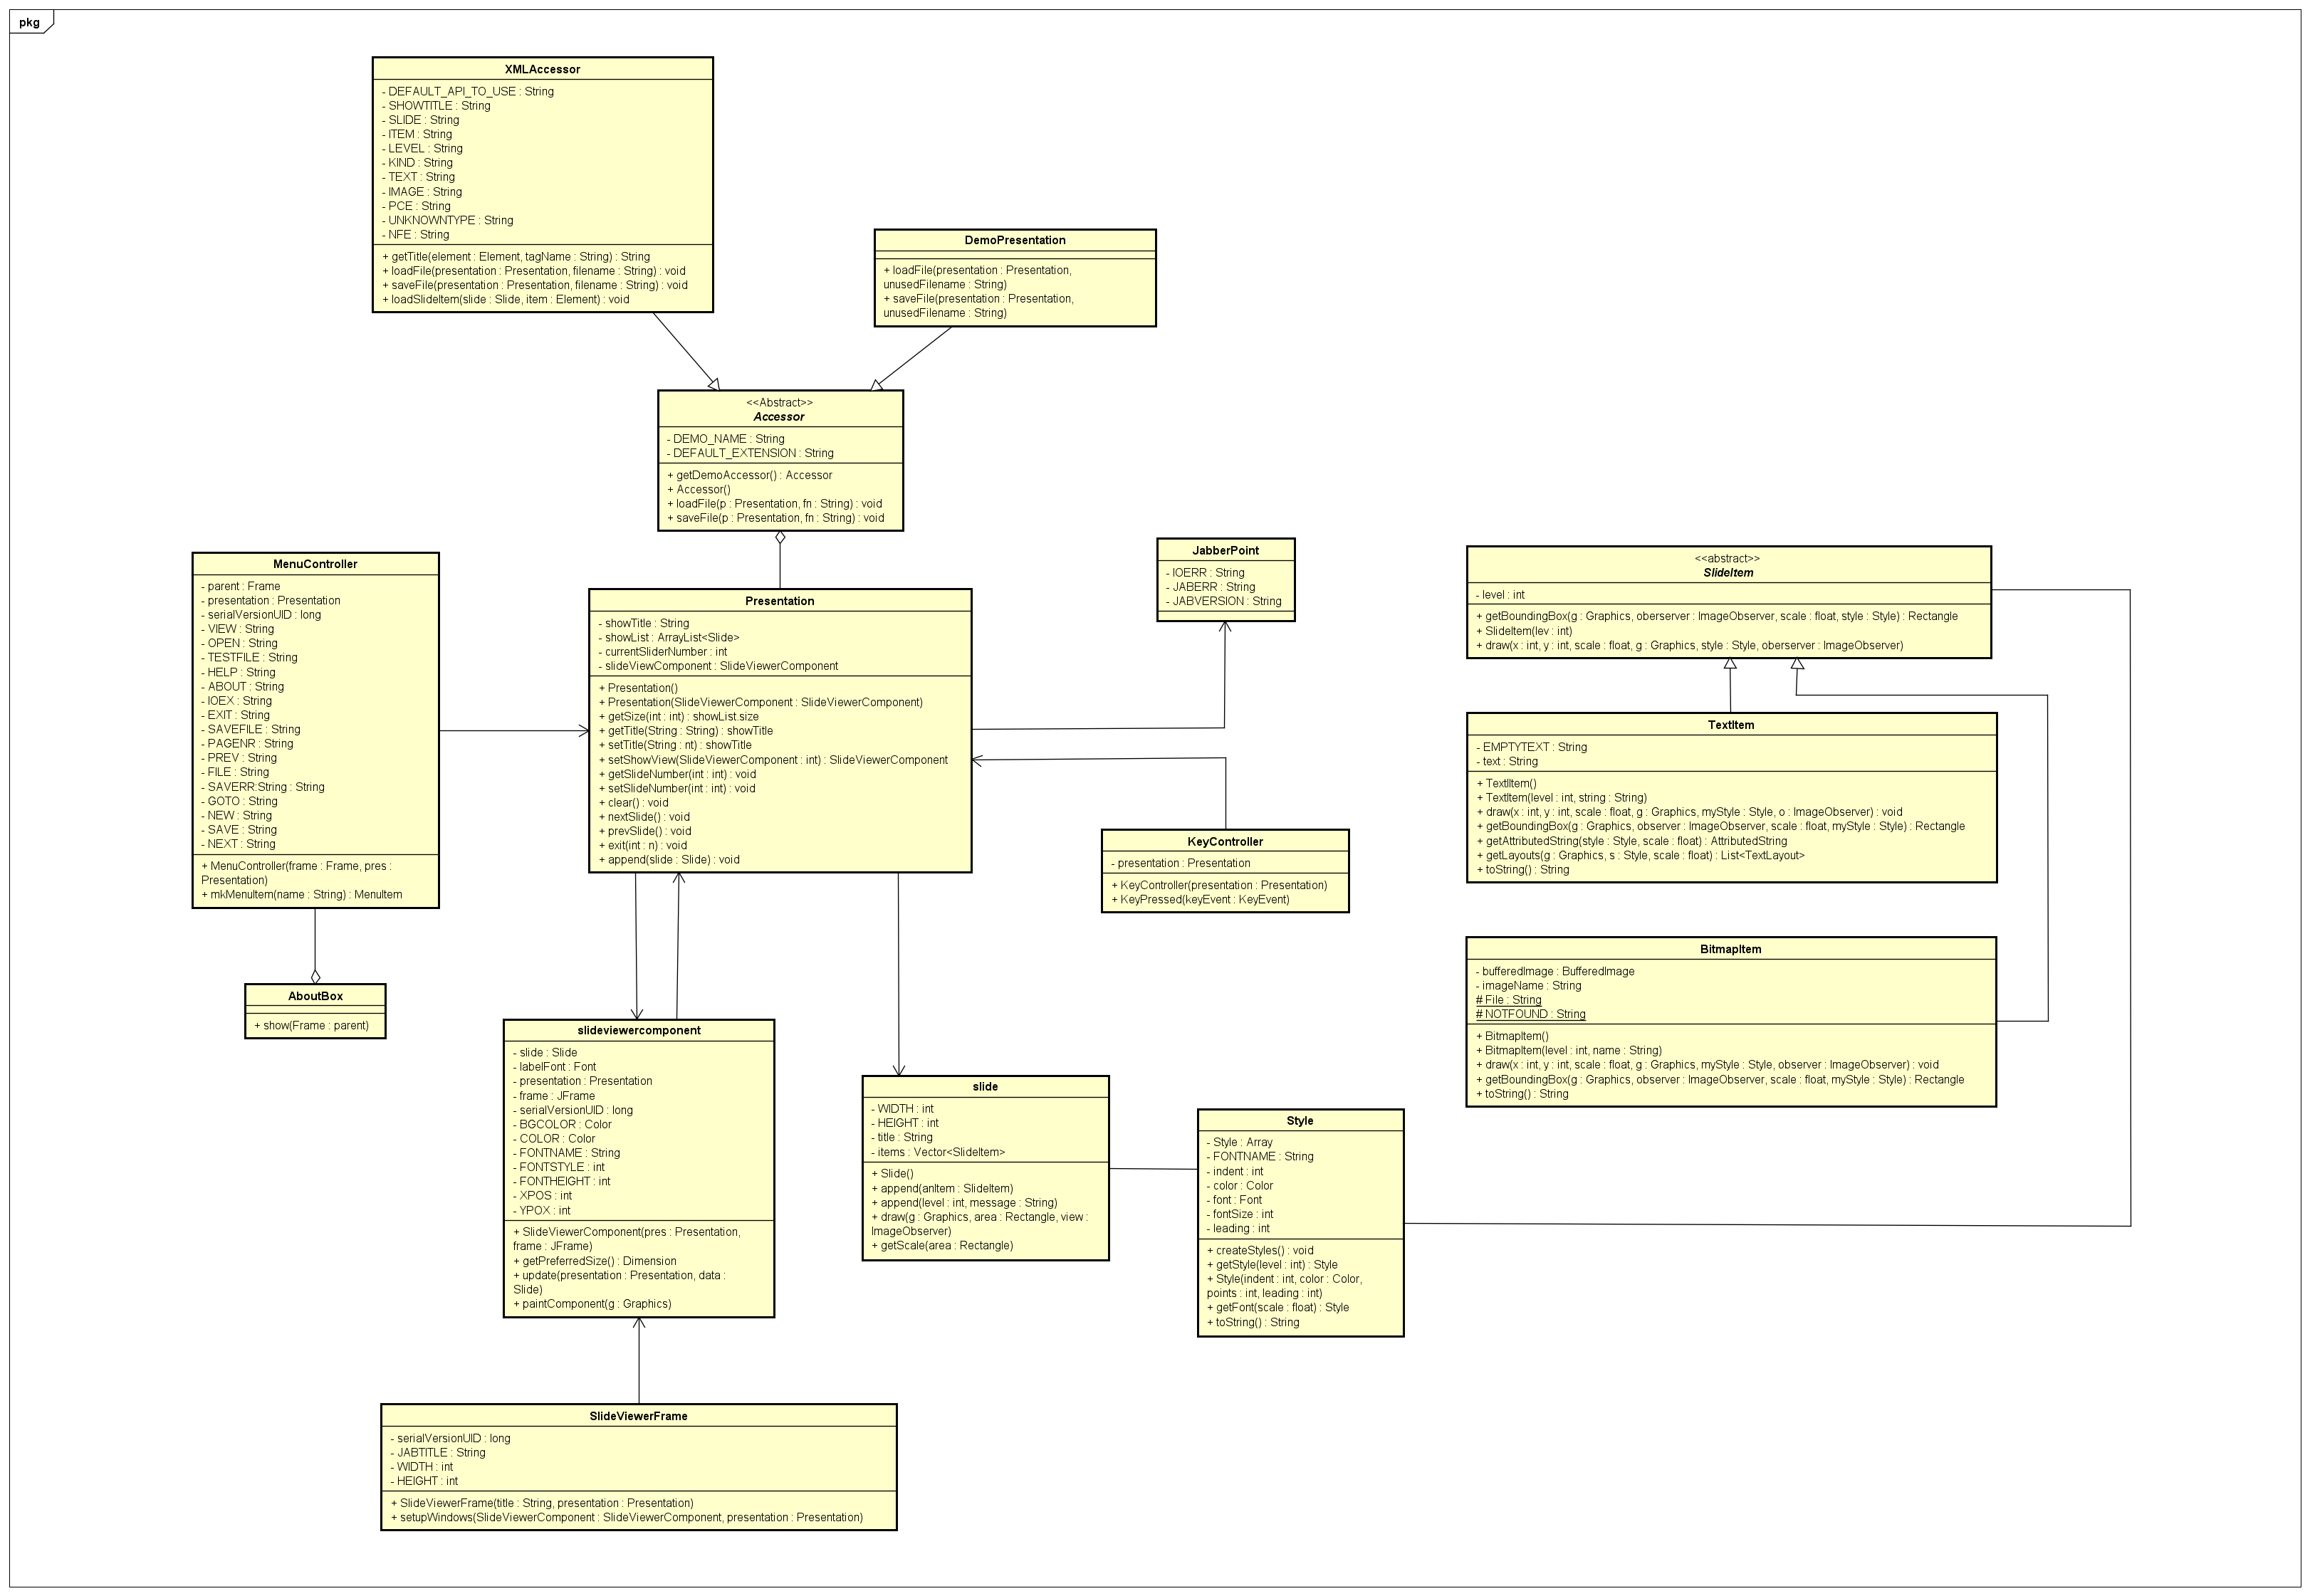 pkg
XMLAccessor
- DEFAULT_API_TO_USE : String
- SHOWTITLE : String
- SLIDE : String
- ITEM : String
- LEVEL : String
- KIND : String
- TEXT : String
- IMAGE : String
- PCE : String
- UNKNOWNTYPE : String
- NFE : String
+ getTitle(element : Element, tagName : String) : String
+ loadFile(presentation : Presentation, filename : String) : void
+ saveFile(presentation : Presentation, filename : String) : void
+ loadSlideItem(slide : Slide, item : Element) : void
DemoPresentation
+ loadFile(presentation : Presentation,
unusedFilename : String)
+ saveFile(presentation : Presentation,
unusedFilename : String)
<<Abstract>>
Accessor
- DEMO_NAME : String
- DEFAULT_EXTENSION : String
+ getDemoAccessor() : Accessor
+ Accessor()
+ loadFile(p : Presentation, fn : String) : void
+ saveFile(p : Presentation, fn : String) : void
MenuController
- parent : Frame
- presentation : Presentation
- serialVersionUID : long
- VIEW : String
- OPEN : String
- TESTFILE : String
- HELP : String
- ABOUT : String
- IOEX : String
- EXIT : String
- SAVEFILE : String
- PAGENR : String
- PREV : String
- FILE : String
- SAVERR:String : String
- GOTO : String
- NEW : String
- SAVE : String
- NEXT : String
+ MenuController(frame : Frame, pres :
Presentation)
+ mkMenuItem(name : String) : MenuItem
Presentation
- showTitle : String
- showList : ArrayList<Slide>
- currentSliderNumber : int
- slideViewComponent : SlideViewerComponent
+ Presentation()
+ Presentation(SlideViewerComponent : SlideViewerComponent)
+ getSize(int : int) : showList.size
+ getTitle(String : String) : showTitle
+ setTitle(String : nt) : showTitle
+ setShowView(SlideViewerComponent : int) : SlideViewerComponent
+ getSlideNumber(int : int) : void
+ setSlideNumber(int : int) : void
+ clear() : void
+ nextSlide() : void
+ prevSlide() : void
+ exit(int : n) : void
+ append(slide : Slide) : void
JabberPoint
- IOERR : String
- JABERR : String
- JABVERSION : String
<<abstract>>
SlideItem
- level : int
+ getBoundingBox(g : Graphics, oberserver : ImageObserver, scale : float, style : Style) : Rectangle
+ SlideItem(lev : int)
+ draw(x : int, y : int, scale : float, g : Graphics, style : Style, oberserver : ImageObserver)
TextItem
- EMPTYTEXT : String
- text : String
+ TextItem()
+ TextItem(level : int, string : String)
+ draw(x : int, y : int, scale : float, g : Graphics, myStyle : Style, o : ImageObserver) : void
+ getBoundingBox(g : Graphics, observer : ImageObserver, scale : float, myStyle : Style) : Rectangle
+ getAttributedString(style : Style, scale : float) : AttributedString
+ getLayouts(g : Graphics, s : Style, scale : float) : List<TextLayout>
+ toString() : String
KeyController
- presentation : Presentation
+ KeyController(presentation : Presentation)
+ KeyPressed(keyEvent : KeyEvent)
BitmapItem
- bufferedImage : BufferedImage
- imageName : String
# File : String
# NOTFOUND : String
+ BitmapItem()
+ BitmapItem(level : int, name : String)
+ draw(x : int, y : int, scale : float, g : Graphics, myStyle : Style, observer : ImageObserver) : void
+ getBoundingBox(g : Graphics, observer : ImageObserver, scale : float, myStyle : Style) : Rectangle
+ toString() : String
AboutBox
+ show(Frame : parent)
slideviewercomponent
- slide : Slide
- labelFont : Font
- presentation : Presentation
- frame : JFrame
- serialVersionUID : long
- BGCOLOR : Color
- COLOR : Color
- FONTNAME : String
- FONTSTYLE : int
- FONTHEIGHT : int
- XPOS : int
- YPOX : int
+ SlideViewerComponent(pres : Presentation,
frame : JFrame)
+ getPreferredSize() : Dimension
+ update(presentation : Presentation, data :
Slide)
+ paintComponent(g : Graphics)
slide
- WIDTH : int
- HEIGHT : int
- title : String
- items : Vector<SlideItem>
+ Slide()
+ append(anItem : SlideItem)
+ append(level : int, message : String)
+ draw(g : Graphics, area : Rectangle, view :
ImageObserver)
+ getScale(area : Rectangle)
Style
- Style : Array
- FONTNAME : String
- indent : int
- color : Color
- font : Font
- fontSize : int
- leading : int
+ createStyles() : void
+ getStyle(level : int) : Style
+ Style(indent : int, color : Color,
points : int, leading : int)
+ getFont(scale : float) : Style
+ toString() : String
SlideViewerFrame
- serialVersionUID : long
- JABTITLE : String
- WIDTH : int
- HEIGHT : int
+ SlideViewerFrame(title : String, presentation : Presentation)
+ setupWindows(SlideViewerComponent : SlideViewerComponent, presentation : Presentation)